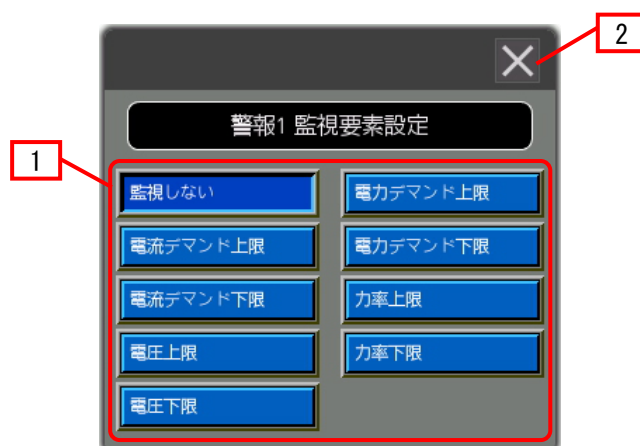 2
警報1 監視要素設定
1
監視しない
電力デマンド上限
電流デマンド上限
電力デマンド下限
電流デマンド下限
力率上限
電圧上限
力率下限
電圧下限